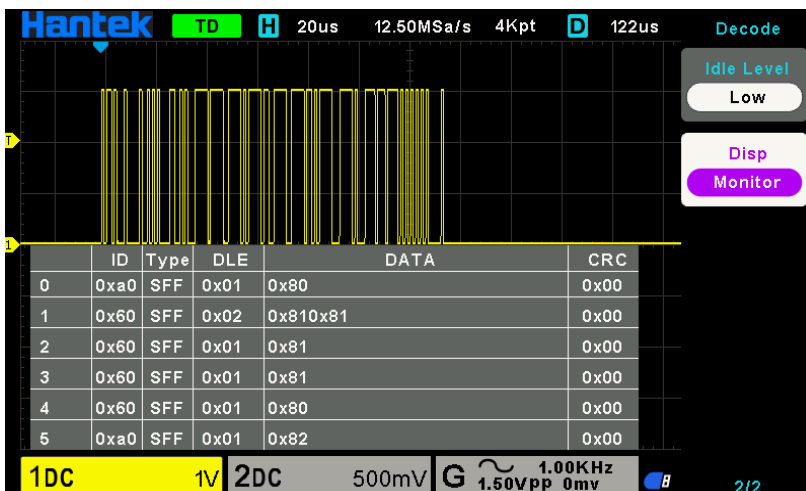 Hantek TD H 20us 12.50MSa/s 4Kpt D 122us Decode
Idle Level
Low
T
Disp
Monitor
1
ID Type DLE DATA CRC
0 0xa0 SFF 0x01 0x80 0x00
1 0x60 SFF 0x02 0x810x81 0x00
2 0x60 SFF 0x01 0x81 0x00
3 0x60 SFF 0x01 0x81 0x00
4 0x60 SFF 0x01 0x80 0x00
5 0xa0 SFF 0x01 0x82 0x00
1DC 1V 2DC 500mV G 1.00KHz
1.50Vpp 0mv
2/2